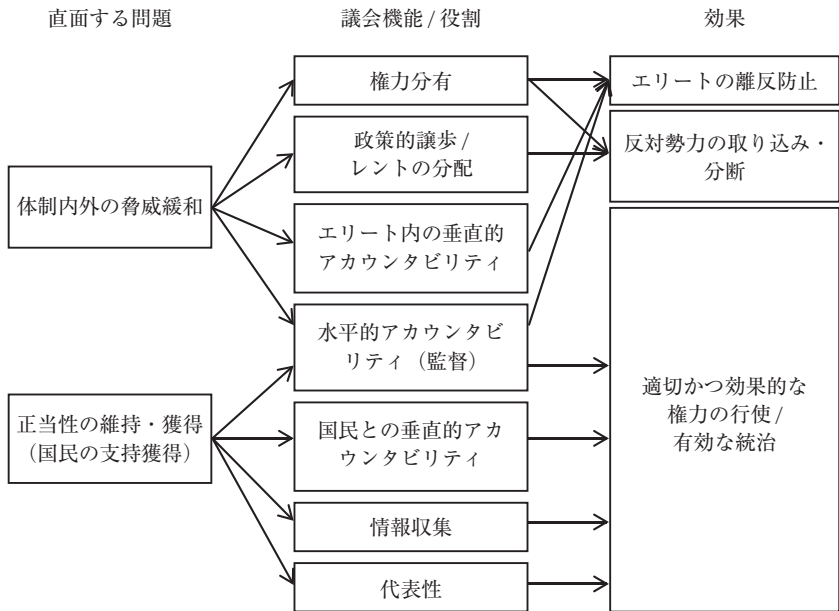 直面する問題
議会機能 / 役割
効果
体制内外の脅威緩和
正当性の維持・獲得
（国民の支持獲得）
権力分有
政策的譲歩 /
レントの分配
エリート内の垂直的
アカウンタビリティ
水平的アカウンタビ
リティ（監督）
国民との垂直的アカ
ウンタビリティ
情報収集
代表性
エリートの離反防止
反対勢力の取り込み・
分断
適切かつ効果的な
権力の行使 /
有効な統治